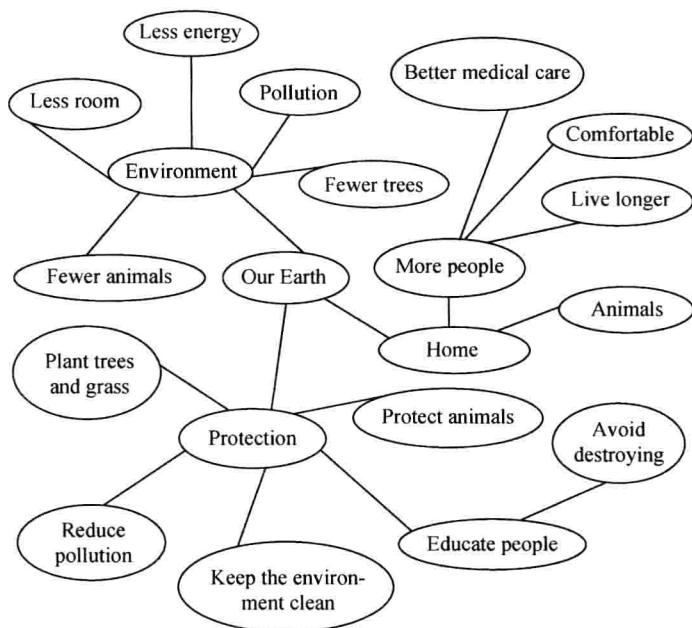 Less energy
Better medical care
Less room
Pollution
Comfortable
Environment
Fewer trees
Live longer
Fewer animals
Our Earth
More people
Animals
Home
Plant trees
and grass
Protect animals
Protection
Avoid
destroying
Reduce
pollution
Educate people
Keep the environ-
ment clean